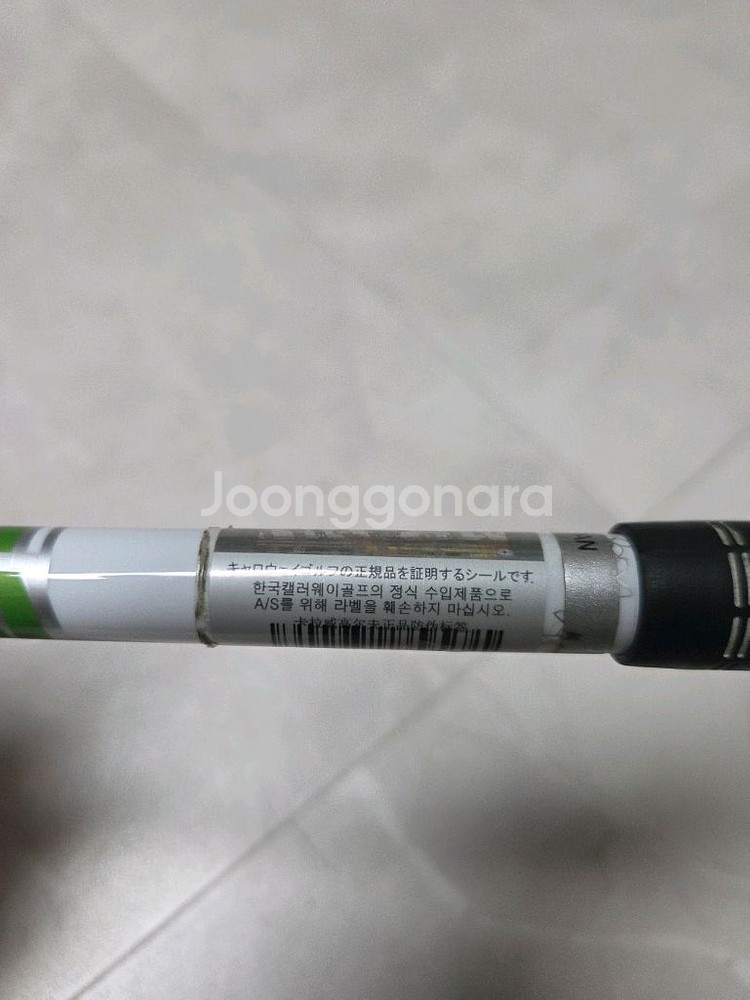 Joonggonara
キャロウェイゴルフの正規品を証明するシールです.
한국캘러웨이골프의 정식 수입제품으로
A/S를 위해 라벨을 훼손하지 마십시오.